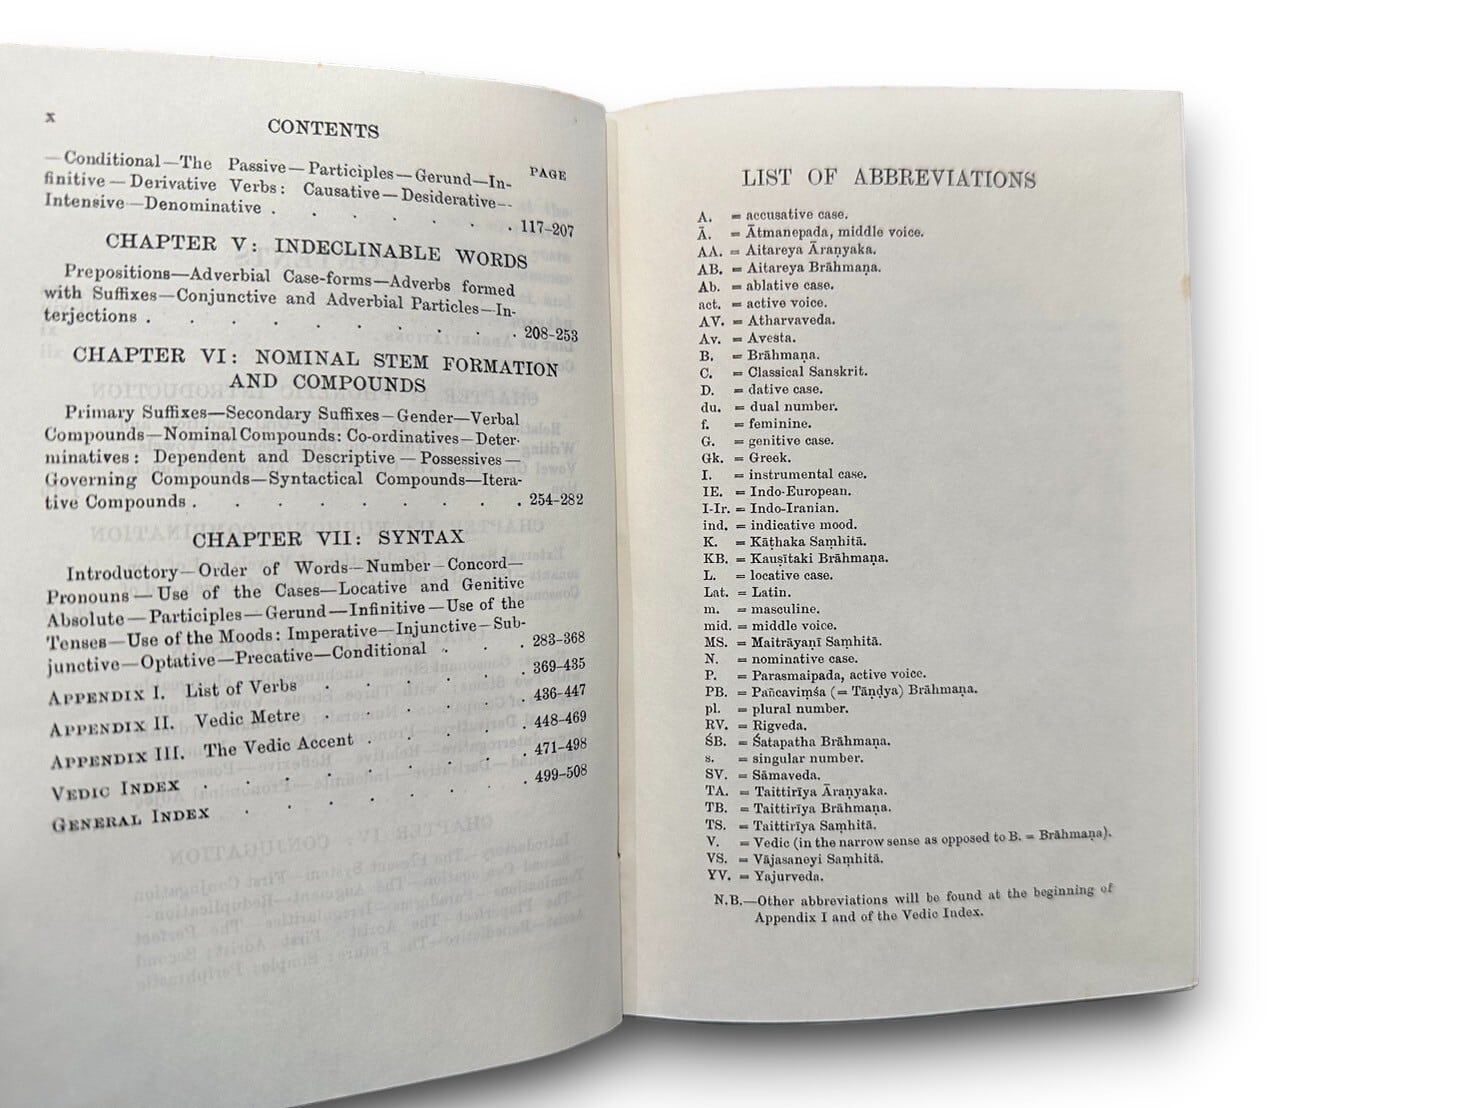 x
CONTENTS
PAGE
—Conditional—The Passive—Participles—Gerund—In-
finitive—Derivative Verbs: Causative—Desiderative—
Intensive—Denominative . . . . . . . 117-207
CHAPTER V: INDECLINABLE WORDS
Prepositions—Adverbial Case-forms—Adverbs formed
with Suffixes—Conjunctive and Adverbial Particles—In-
terjections . . . . . . . . . . 208-253
CHAPTER VI: NOMINAL STEM FORMATION
AND COMPOUNDS
Primary Suffixes—Secondary Suffixes—Gender—Verbal
Compounds—Nominal Compounds: Co-ordinatives—Deter-
minatives: Dependent and Descriptive—Possessives—
Governing Compounds—Syntactical Compounds—Itera-
tive Compounds . . . . . . . . . 254-282
CHAPTER VII: SYNTAX
Introductory—Order of Words—Number—Concord—
Pronouns—Use of the Cases—Locative and Genitive
Absolute—Participles—Gerund—Infinitive—Use of the
Tenses—Use of the Moods: Imperative—Injunctive—Sub-
junctive—Optative—Precative—Conditional . . . 283-368
APPENDIX I. List of Verbs . . . . . . 369-435
APPENDIX II. Vedic Metre . . . . . . 436-447
APPENDIX III. The Vedic Accent . . . . . 448-469
VEDIC INDEX . . . . . . . . . 471-498
GENERAL INDEX . . . . . . . . 499-508
LIST OF ABBREVIATIONS
A. = accusative case.
Ā. = Ātmanepada, middle voice.
AA. = Aitareya Āraṇyaka.
AB. = Aitareya Brāhmaṇa.
Ab. = ablative case.
act. = active voice.
AV. = Atharvaveda.
Av. = Avesta.
B. = Brāhmaṇa.
C. = Classical Sanskrit.
D. = dative case.
du. = dual number.
f. = feminine.
G. = genitive case.
Gk. = Greek.
I. = instrumental case.
IE. = Indo-European.
I-Ir. = Indo-Iranian.
ind. = indicative mood.
K. = Kāṭhaka Saṃhitā.
KB. = Kauṣītaki Brāhmaṇa.
L. = locative case.
Lat. = Latin.
m. = masculine.
mid. = middle voice.
MS. = Maitrāyaṇī Saṃhitā.
N. = nominative case.
P. = Parasmaipada, active voice.
PB. = Pañcaviṃśa (= Tāṇḍya) Brāhmaṇa.
pl. = plural number.
RV. = Rigveda.
ŚB. = Śatapatha Brāhmaṇa.
s. = singular number.
SV. = Sāmaveda.
TA. = Taittirīya Āraṇyaka.
TB. = Taittirīya Brāhmaṇa.
TS. = Taittirīya Saṃhitā.
V. = Vedic (in the narrow sense as opposed to B. = Brāhmaṇa).
VS. = Vājasaneyi Saṃhitā.
YV. = Yajurveda.
N.B.—Other abbreviations will be found at the beginning of
Appendix I and of the Vedic Index.